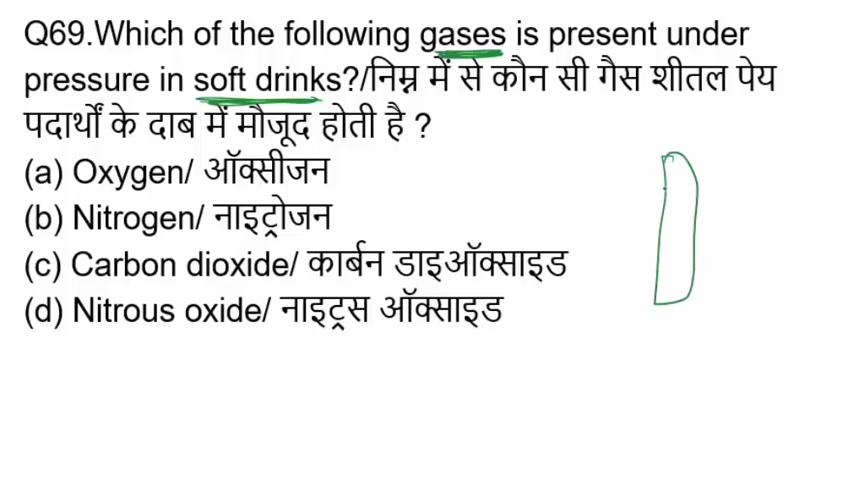 Q69.Which of the following gases is present under
pressure in soft drinks?/निम्न में से कौन सी गैस शीतल पेय
पदार्थों के दाब में मौजूद होती है ?
(a) Oxygen/ ऑक्सीजन
(b) Nitrogen/ नाइट्रोजन
(c) Carbon dioxide/ कार्बन डाइऑक्साइड
(d) Nitrous oxide/ नाइट्रस ऑक्साइड